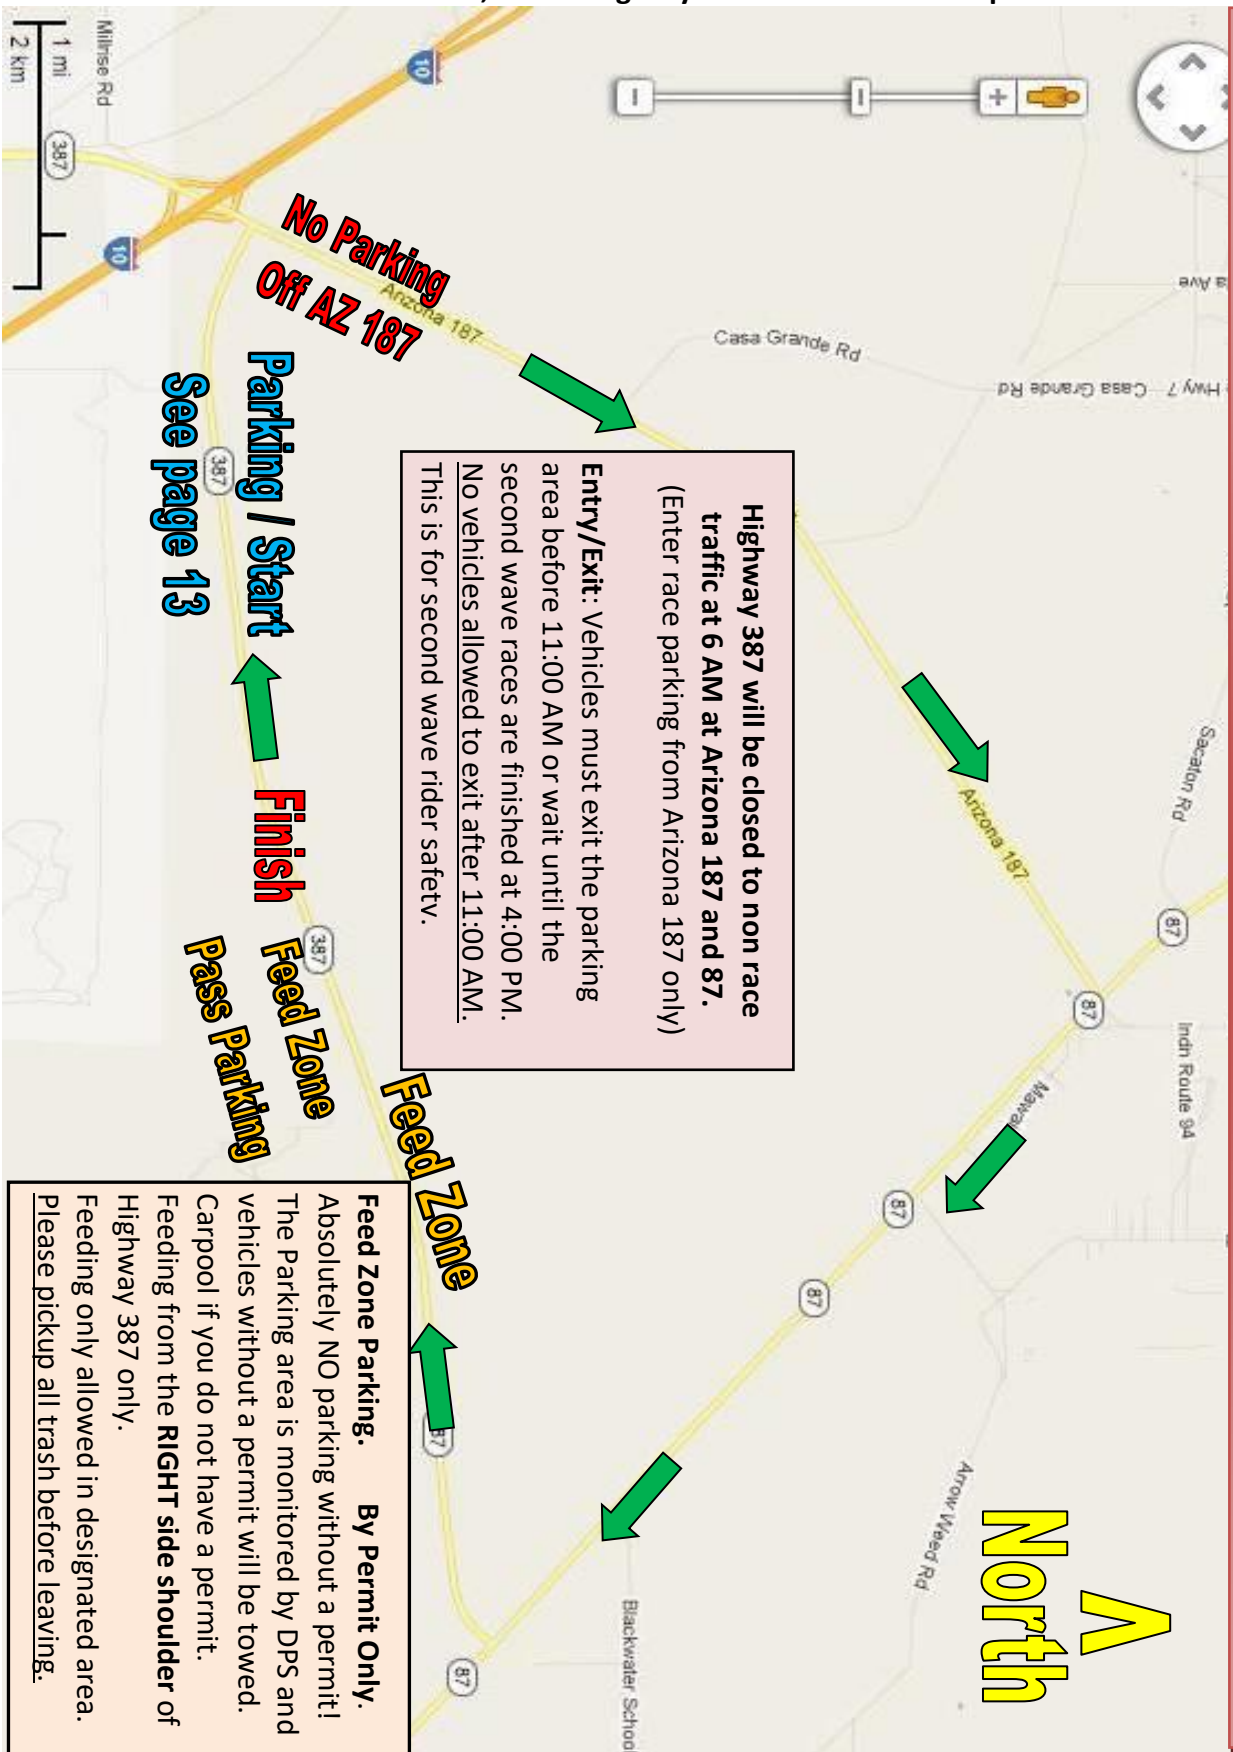 North
No Parking
Off AZ 187
Highway 387 will be closed to non race
traffic at 6 AM at Arizona 187 and 87.
(Enter race parking from Arizona 187 only)
Entry/Exit: Vehicles must exit the parking
area before 11:00 AM or wait until the
second wave races are finished at 4:00 PM.
No vehicles allowed to exit after 11:00 AM.
This is for second wave rider safety.
Parking / Start
See page 13
Finish
Feed Zone
Pass Parking
Feed Zone
Feed Zone Parking. By Permit Only.
Absolutely NO parking without a permit!
The Parking area is monitored by DPS and
vehicles without a permit will be towed.
Carpool if you do not have a permit.
Feeding from the RIGHT side shoulder of
Highway 387 only.
Feeding only allowed in designated area.
Please pickup all trash before leaving.
Hwy 7
Casa Grande Rd
Casa Grande Rd
Sacaton Rd
Indn Route 94
Arizona 187
Arizona 187
Arrow Weed Rd
Blackwater School
Millrise Rd
10
10
387
387
387
87
87
87
87
87
87
1 mi
2 km